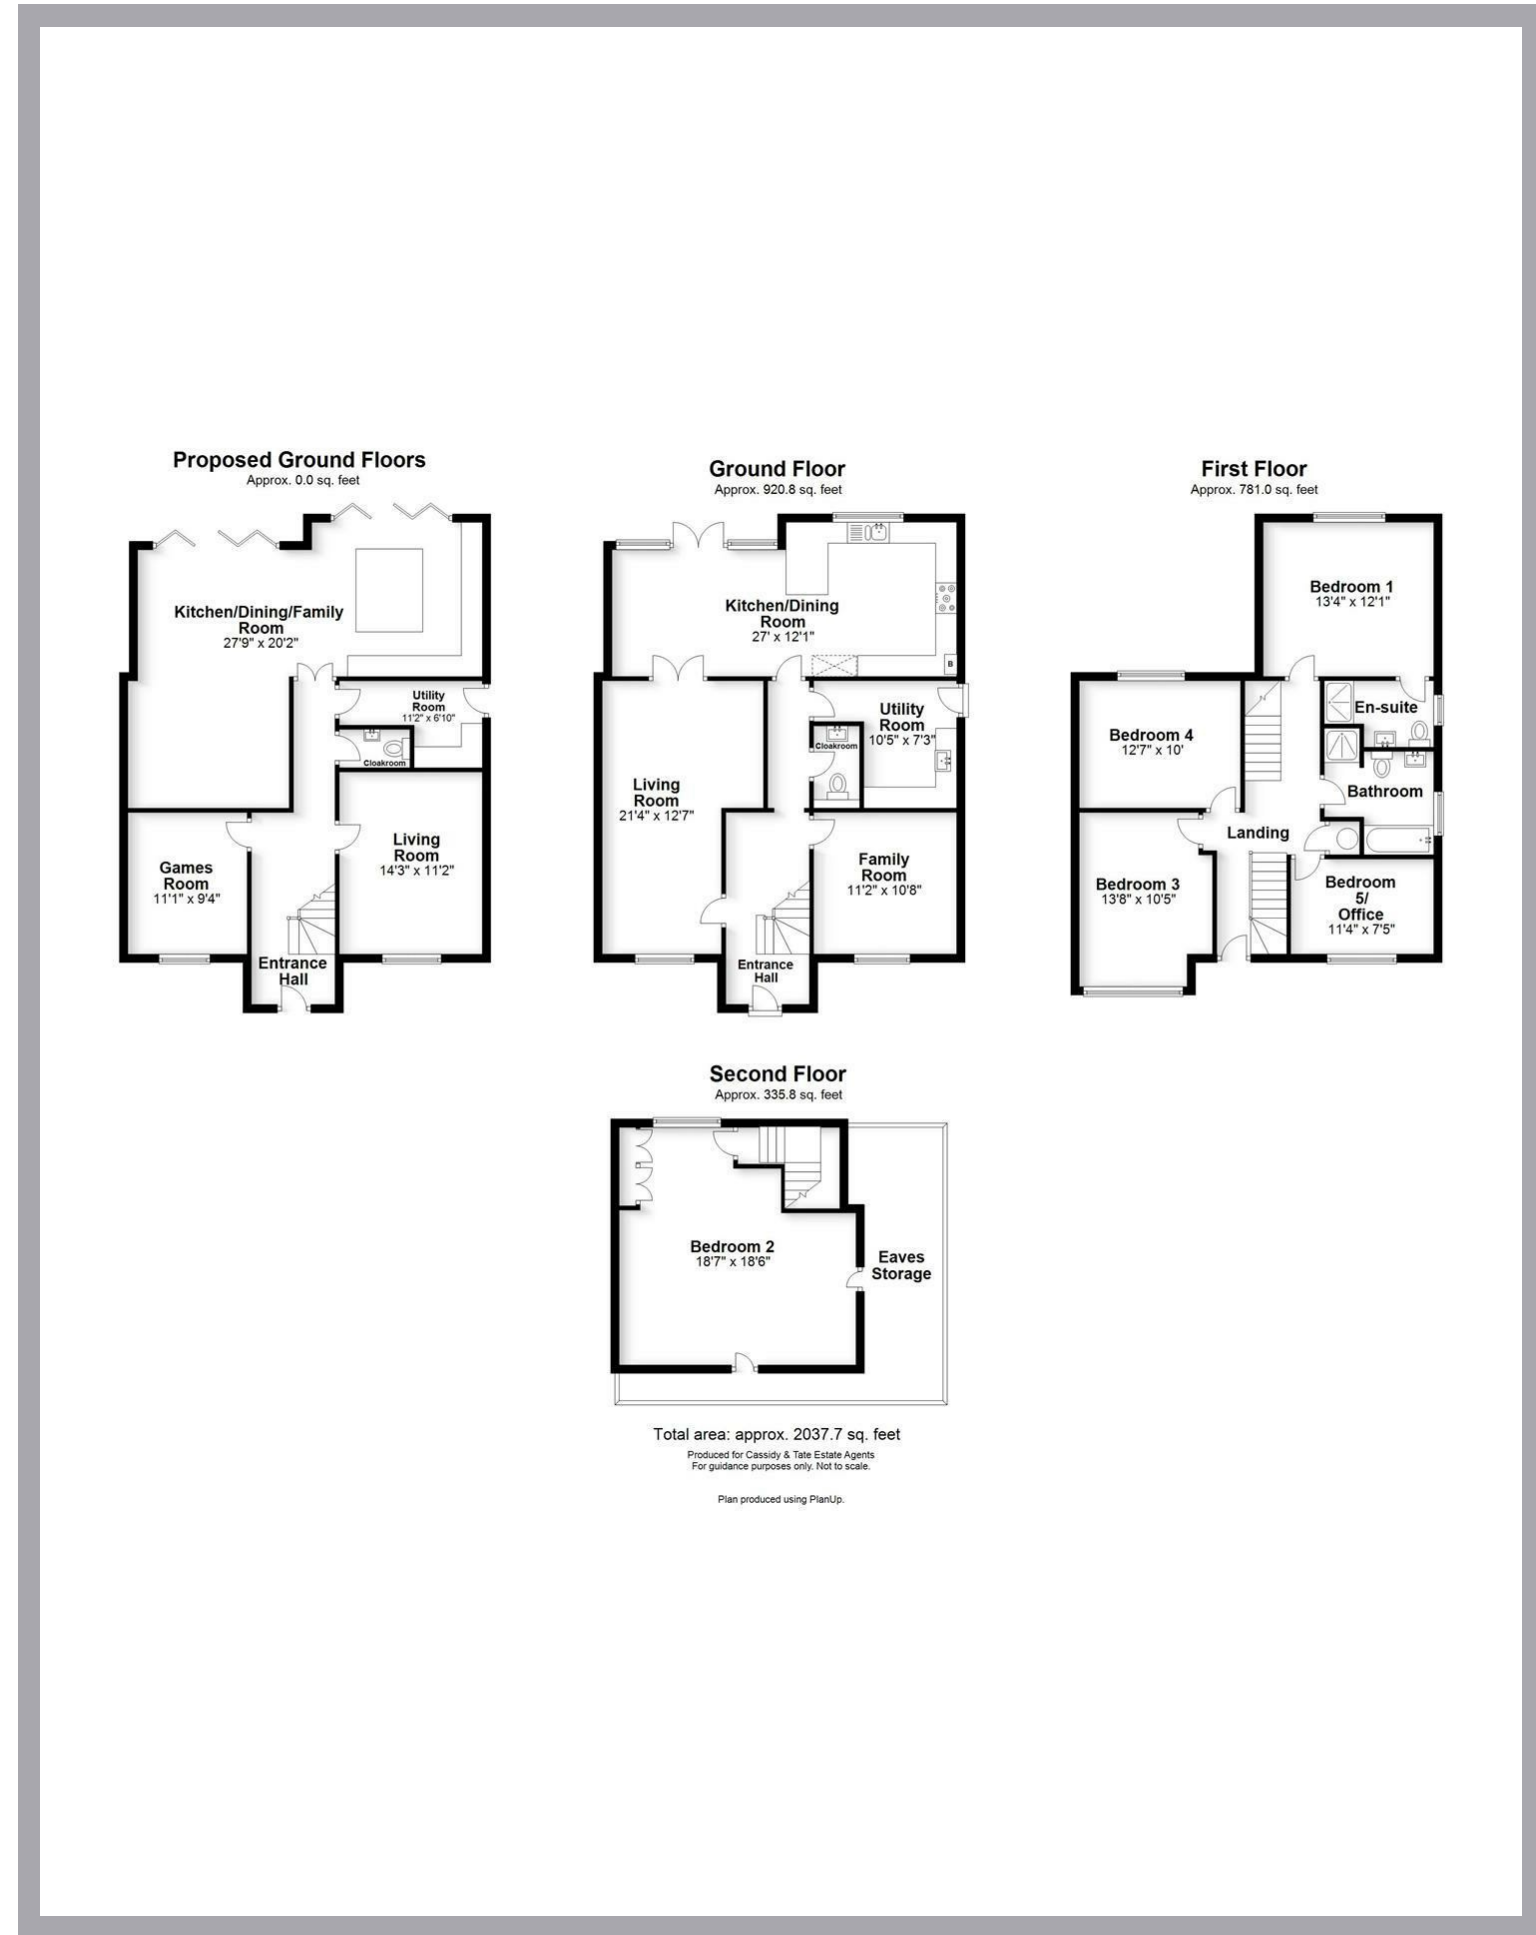 Proposed Ground Floors
Approx. 0.0 sq. feet
Kitchen/Dining/Family
Room
27'9" x 20'2"
Utility
Room
11'2" x 6'10"
Cloakroom
Living
Room
14'3" x 11'2"
Games
Room
11'1" x 9'4"
Entrance
Hall
Ground Floor
Approx. 920.8 sq. feet
Kitchen/Dining
Room
27' x 12'1"
B
Utility
Room
10'5" x 7'3"
Cloakroom
Living
Room
21'4" x 12'7"
Family
Room
11'2" x 10'8"
Entrance
Hall
First Floor
Approx. 781.0 sq. feet
Bedroom 1
13'4" x 12'1"
En-suite
Bedroom 4
12'7" x 10'
Bathroom
Landing
Bedroom 3
13'8" x 10'5"
Bedroom
5/
Office
11'4" x 7'5"
Second Floor
Approx. 335.8 sq. feet
Bedroom 2
18'7" x 18'6"
Eaves
Storage
Total area: approx. 2037.7 sq. feet
Produced for Cassidy & Tate Estate Agents
For guidance purposes only. Not to scale.
Plan produced using PlanUp.